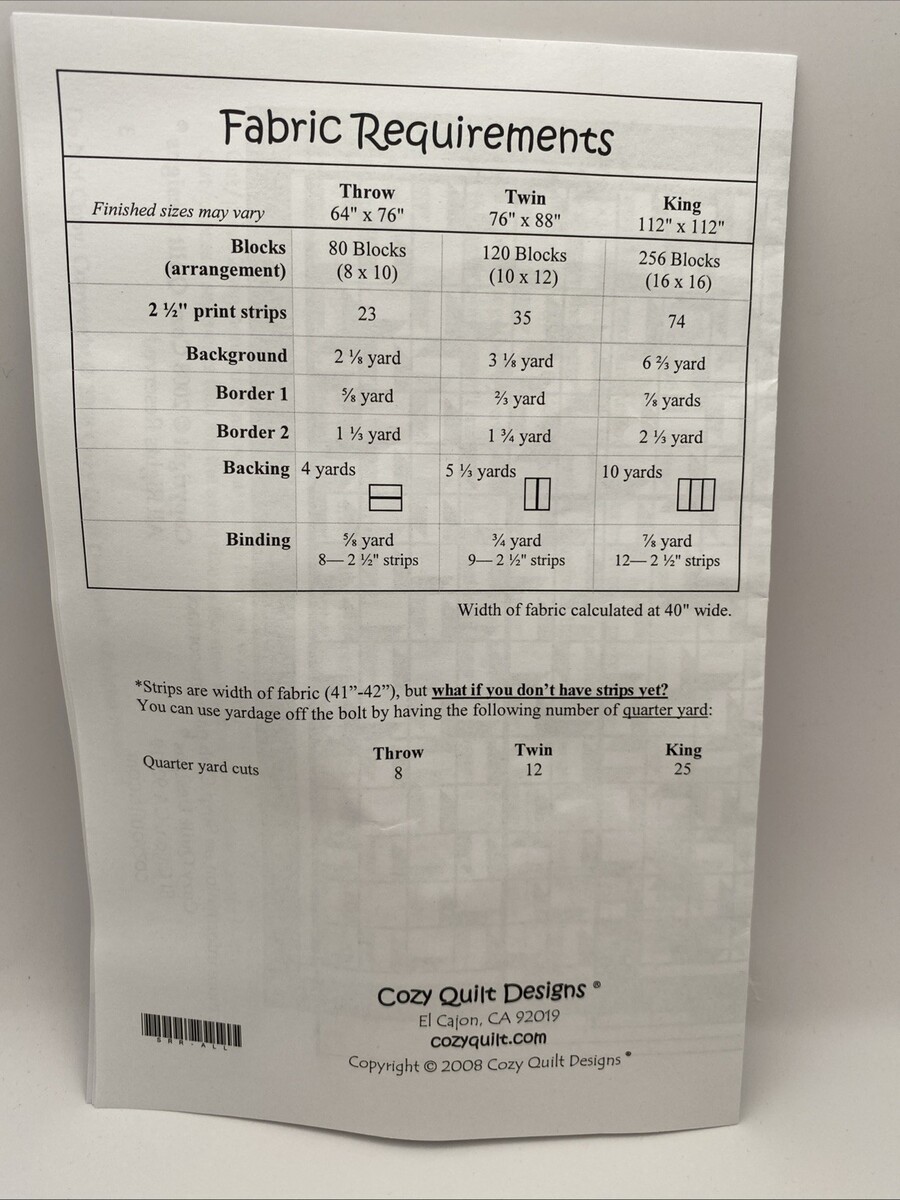 Fabric Requirements
Finished sizes may vary
Throw
64" x 76"
Twin
76" x 88"
King
112" x 112"
Blocks
(arrangement)
80 Blocks
(8 x 10)
120 Blocks
(10 x 12)
256 Blocks
(16 x 16)
2 ½" print strips 23 35 74
Background 2 ⅛ yard 3 ⅛ yard 6 ⅔ yard
Border 1 ⅝ yard ⅔ yard ⅞ yards
Border 2 1 ⅓ yard 1 ¾ yard 2 ⅓ yard
Backing 4 yards 5 ⅓ yards 10 yards
Binding ⅝ yard ¾ yard ⅞ yard
8—2 ½" strips 9—2 ½" strips 12—2 ½" strips
Width of fabric calculated at 40" wide.
*Strips are width of fabric (41”-42”), but what if you don’t have strips yet?
You can use yardage off the bolt by having the following number of quarter yard:
Throw Twin King
Quarter yard cuts 8 12 25
Cozy Quilt Designs ®
El Cajon, CA 92019
cozyquilt.com
Copyright © 2008 Cozy Quilt Designs ®
SRR-ALL